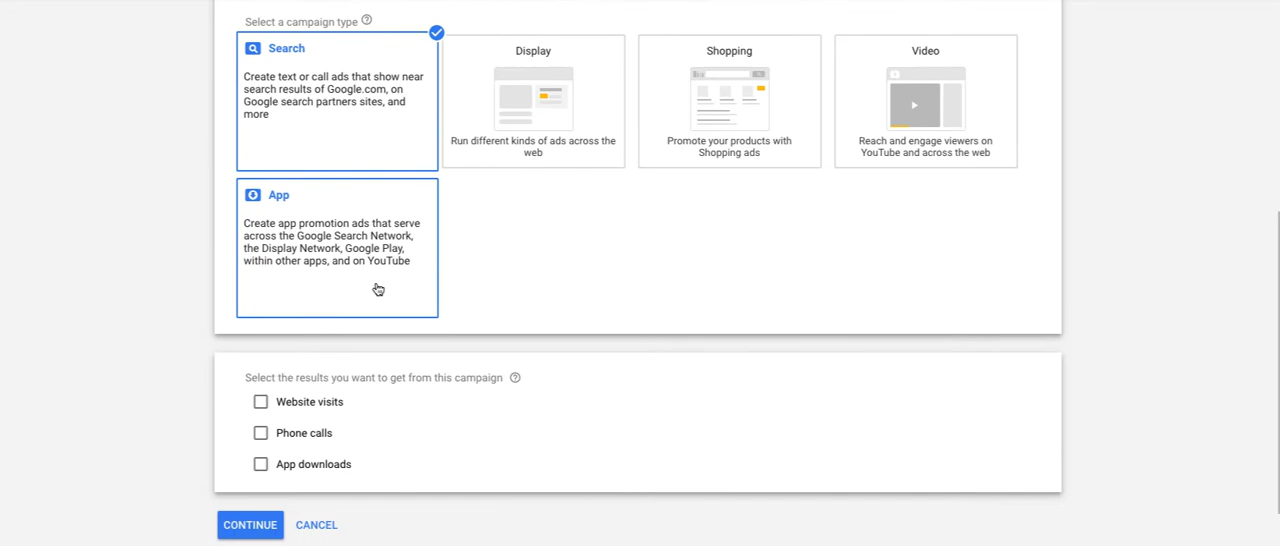 Select a campaign type
Search
Create text or call ads that show near
search results of Google.com, on
Google search partners sites, and
more
Display
Run different kinds of ads across the
web
Shopping
Promote your products with
Shopping ads
Video
Reach and engage viewers on
YouTube and across the web
App
Create app promotion ads that serve
across the Google Search Network,
the Display Network, Google Play,
within other apps, and on YouTube
Select the results you want to get from this campaign
Website visits
Phone calls
App downloads
CONTINUE CANCEL